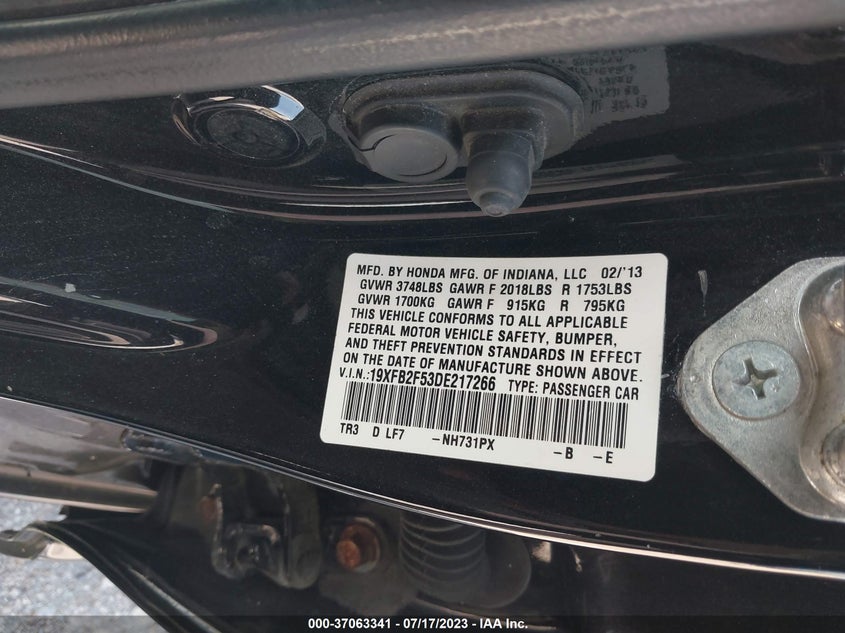 MFD. BY HONDA MFG. OF INDIANA, LLC 02/'13
GVWR 3748LBS GAWR F 2018LBS R 1753LBS
GVWR 1700KG GAWR F 915KG R 795KG
THIS VEHICLE CONFORMS TO ALL APPLICABLE
FEDERAL MOTOR VEHICLE SAFETY, BUMPER,
AND THEFT PREVENTION STANDARDS IN EFFECT
ON THE DATE OF MANUFACTURE SHOWN ABOVE.
V.I.N.:19XFB2F53DE217266 TYPE: PASSENGER CAR
TR3 D LF7 -NH731PX -B -E
000-37063341 / 07/17/2023 - IAA Inc.